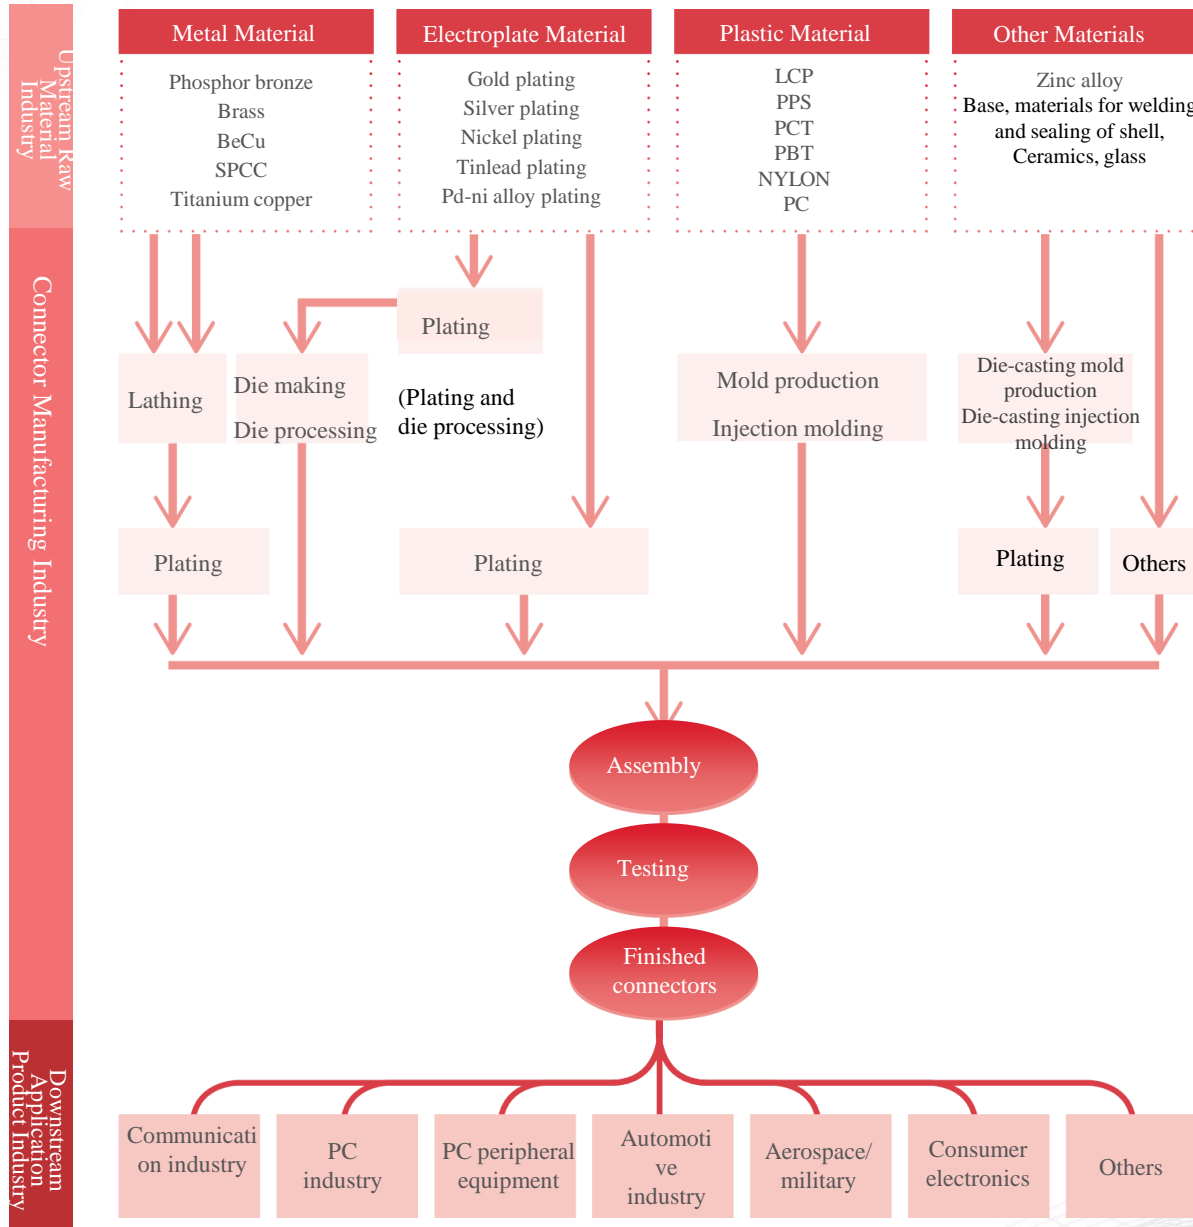 Upstream Raw
Material
Industry
Metal Material
Phosphor bronze
Brass
BeCu
SPCC
Titanium copper
Electroplate Material
Gold plating
Silver plating
Nickel plating
Tinlead plating
Pd-ni alloy plating
Plastic Material
LCP
PPS
PCT
PBT
NYLON
PC
Other Materials
Zinc alloy
Base, materials for welding
and sealing of shell,
Ceramics, glass
Connector Manufacturing Industry
Lathing
Die making
Die processing
Plating
(Plating and
die processing)
Mold production
Injection molding
Die-casting mold
production
Die-casting injection
molding
Plating
Plating
Plating
Others
Assembly
Testing
Finished
connectors
Downstream
Application
Product Industry
Communicati
on industry
PC
industry
PC peripheral
equipment
Automoti
ve
industry
Aerospace/
military
Consumer
electronics
Others